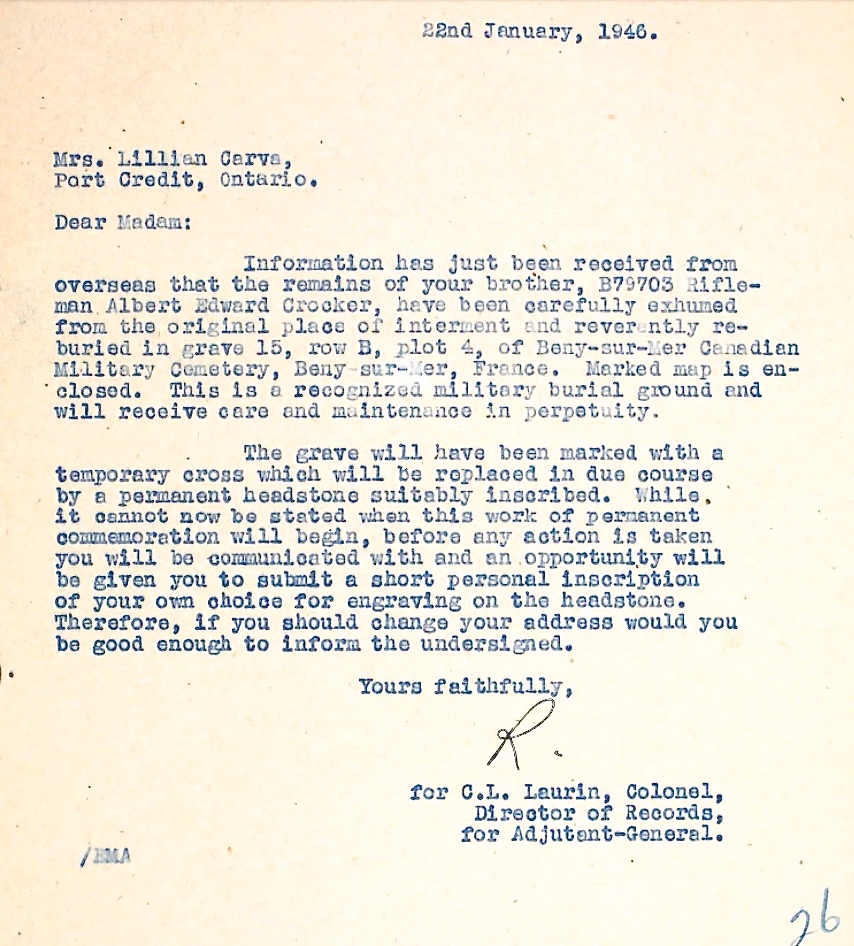 22nd January, 1946.
Mrs. Lillian Carva,
Port Credit, Ontario.
Dear Madam:
Information has just been received from
overseas that the remains of your brother, B79703 Rifle-
man Albert Edward Crocker, have been carefully exhumed
from the original place of interment and reverently re-
buried in grave 15, row B, plot 4, of Beny-sur-Mer Canadian
Military Cemetery, Beny-sur-Mer, France. Marked map is en-
closed. This is a recognized military burial ground and
will receive care and maintenance in perpetuity.
The grave will have been marked with a
temporary cross which will be replaced in due course
by a permanent headstone suitably inscribed. While
it cannot now be stated when this work of permanent
commemoration will begin, before any action is taken
you will be communicated with and an opportunity will
be given you to submit a short personal inscription
of your own choice for engraving on the headstone.
Therefore, if you should change your address would you
be good enough to inform the undersigned.
Yours faithfully,
R.
for C.L. Laurin, Colonel,
Director of Records,
for Adjutant-General.
/BMA
26